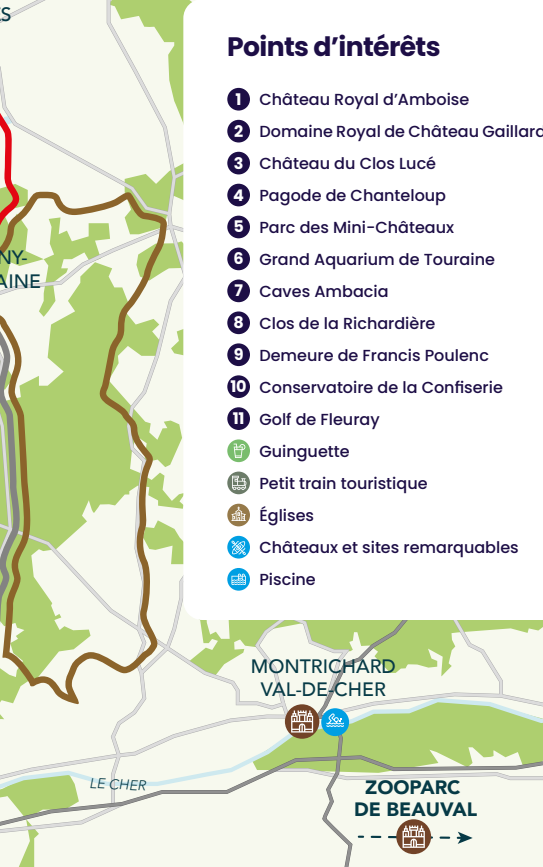 S
Points d'intérêts
1 Château Royal d'Amboise
2 Domaine Royal de Château Gaillard
3 Château du Clos Lucé
4 Pagode de Chanteloup
5 Parc des Mini-Châteaux
6 Grand Aquarium de Touraine
7 Caves Ambacia
8 Clos de la Richardière
9 Demeure de Francis Poulenc
10 Conservatoire de la Confiserie
11 Golf de Fleuray
Guinguette
Petit train touristique
Églises
Châteaux et sites remarquables
Piscine
NY-
AINE
MONTRICHARD
VAL-DE-CHER
LE CHER
ZOOPARC
DE BEAUVAL